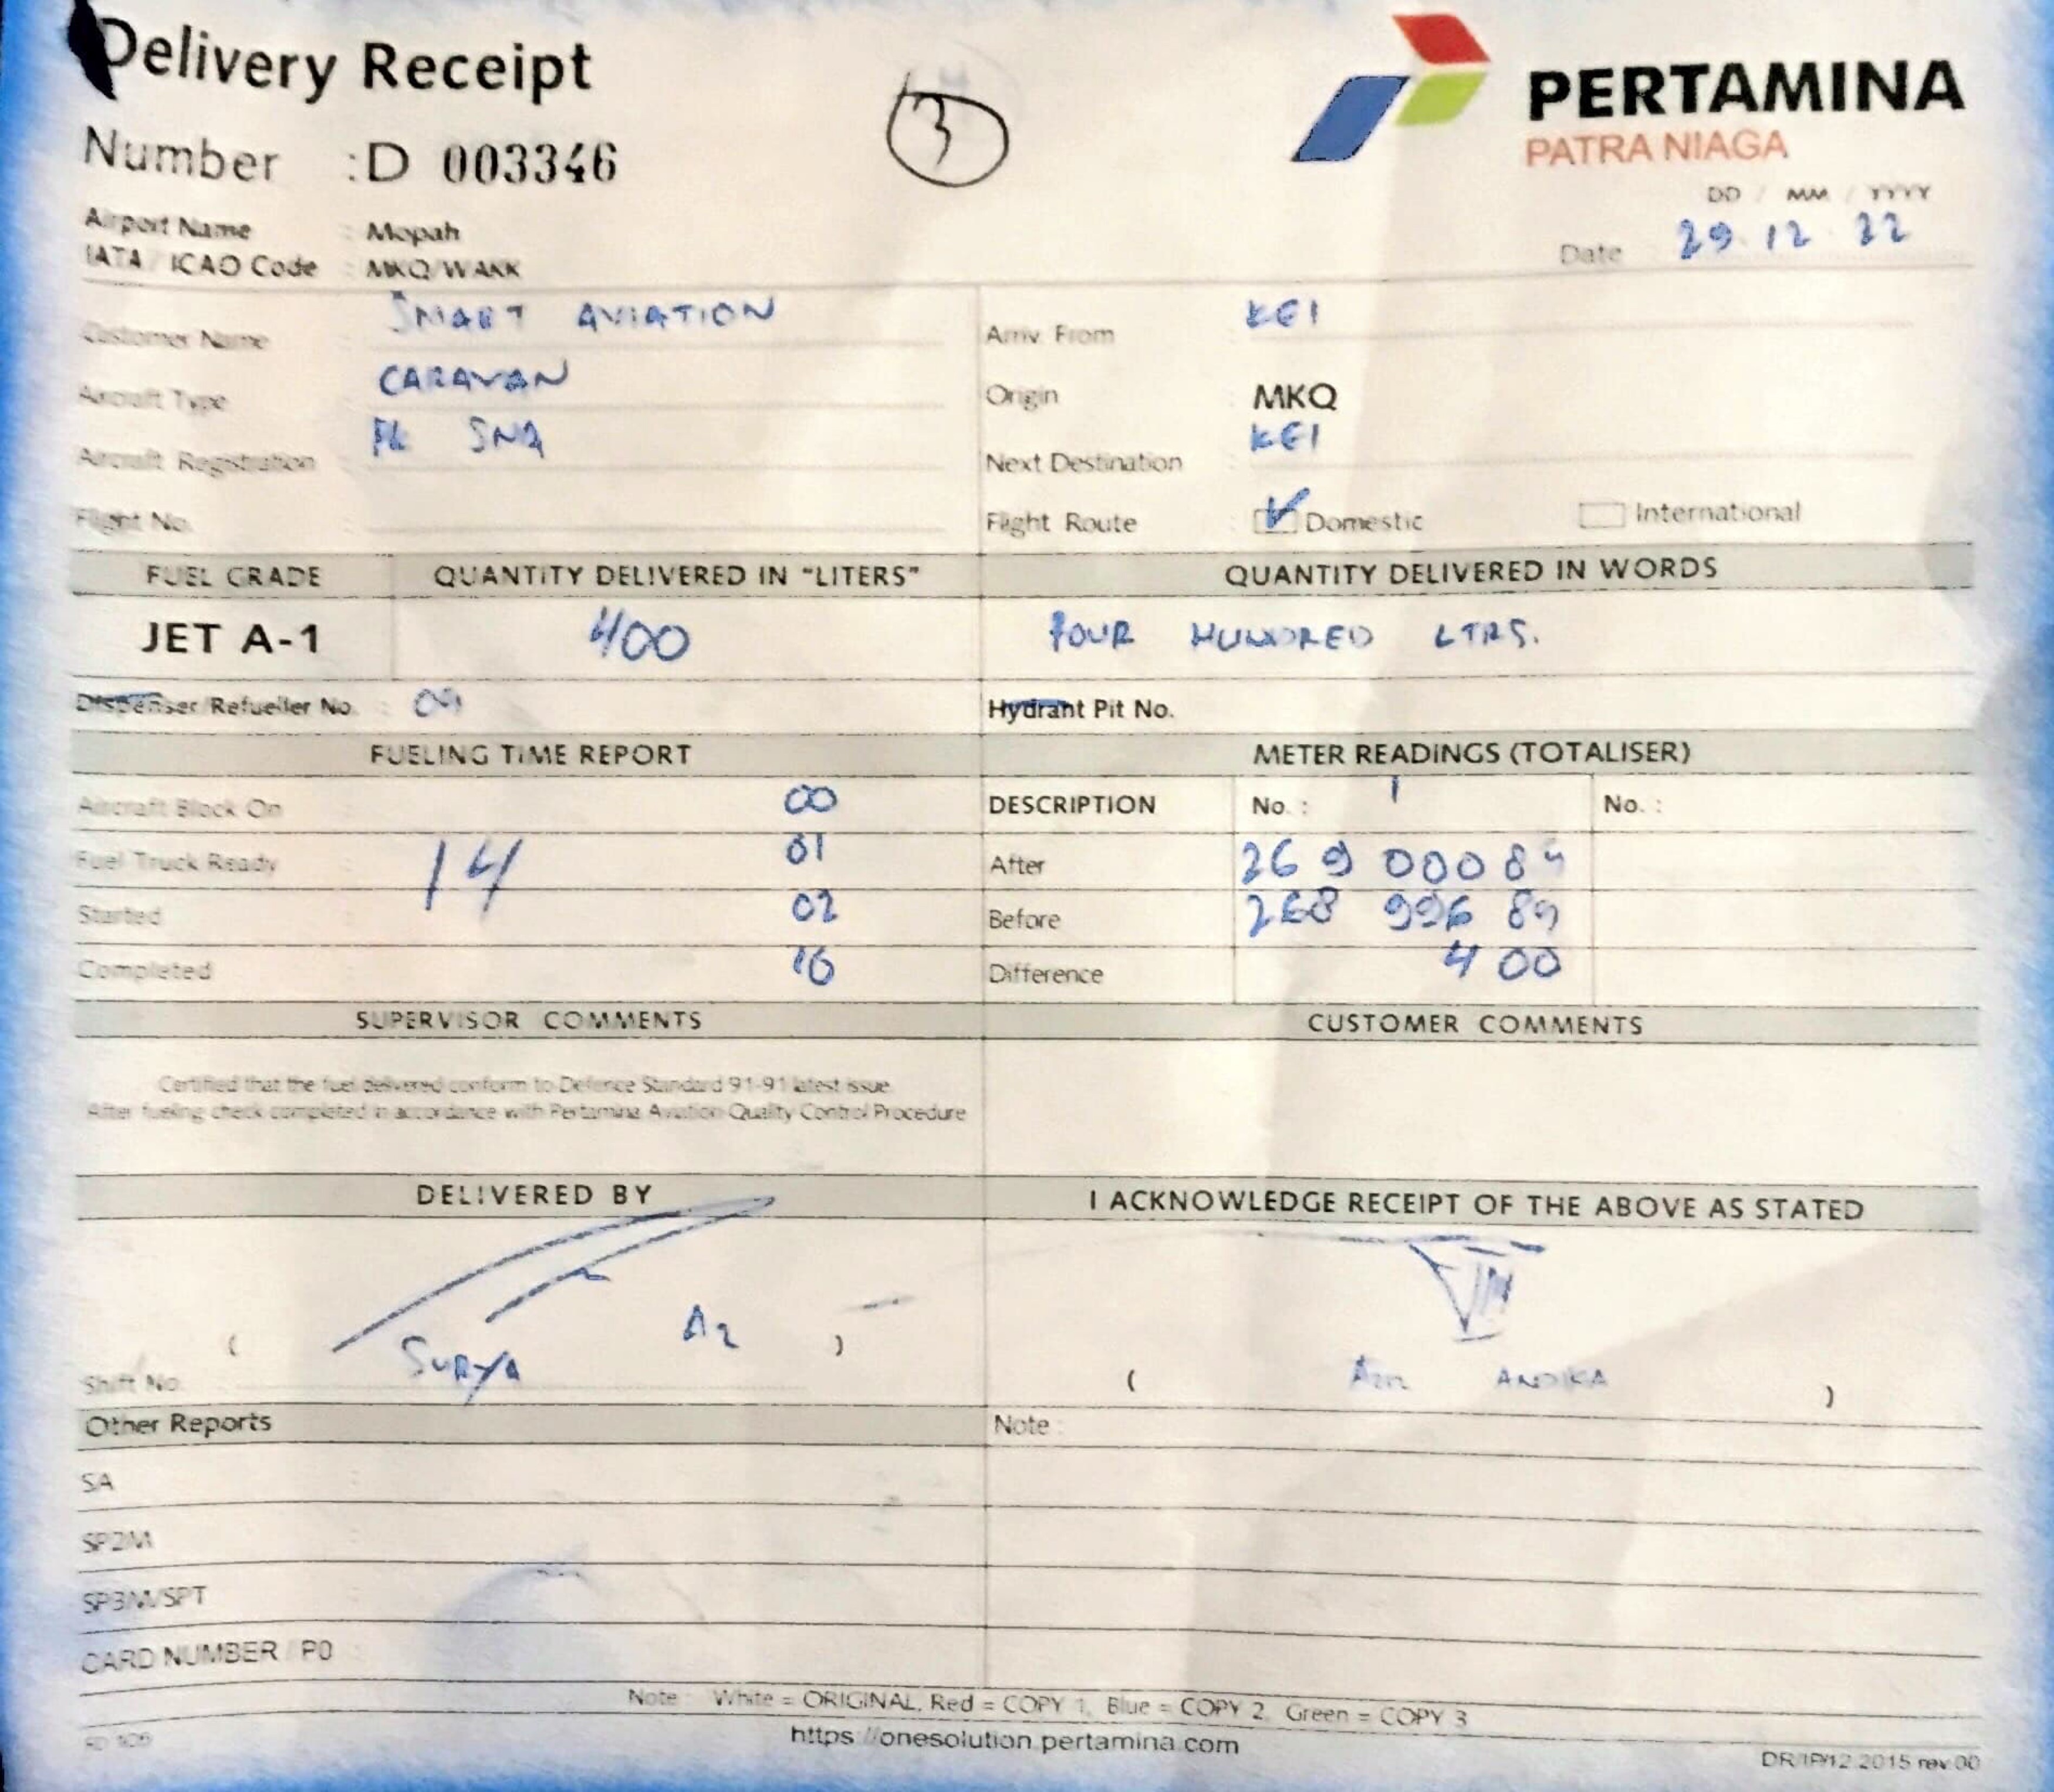 Delivery Receipt
3
PERTAMINA
PATRA NIAGA
Number :D 003346
DD / MM / YYYY
Date 29 12 22
Airport Name : Mopah
IATA / ICAO Code : MKQ/WAKK
Customer Name : SMART AVIATION
Arriv. From : KEI
Aircraft Type : CARAVAN
Origin : MKQ
Aircraft Registration : PK SNA
Next Destination : KEI
Flight No. :
Flight Route : Domestic International
FUEL GRADE QUANTITY DELIVERED IN "LITERS" QUANTITY DELIVERED IN WORDS
JET A-1 400 FOUR HUNDRED LTRS.
Dispenser/Refueller No. :
Hydrant Pit No.
FUELING TIME REPORT METER READINGS (TOTALISER)
Aircraft Block On : 00 DESCRIPTION No. : 1 No. :
Fuel Truck Ready : 14 01 After 269 0000 89
Started : 02 Before 268 996 89
Completed : 16 Difference 400
SUPERVISOR COMMENTS CUSTOMER COMMENTS
Certified that the fuel delivered conform to Defence Standard 91-91 latest issue.
After fueling check completed in accordance with Pertamina Aviation Quality Control Procedure
DELIVERED BY I ACKNOWLEDGE RECEIPT OF THE ABOVE AS STATED
( SURYA )
( ANDIKA )
Shift No.
Other Reports Note :
SA :
SP2M :
SP3M/SPT :
CARD NUMBER / PO
Note : White = ORIGINAL, Red = COPY 1, Blue = COPY 2, Green = COPY 3
https://onesolution.pertamina.com
DR/IP/12.2015 rev.00